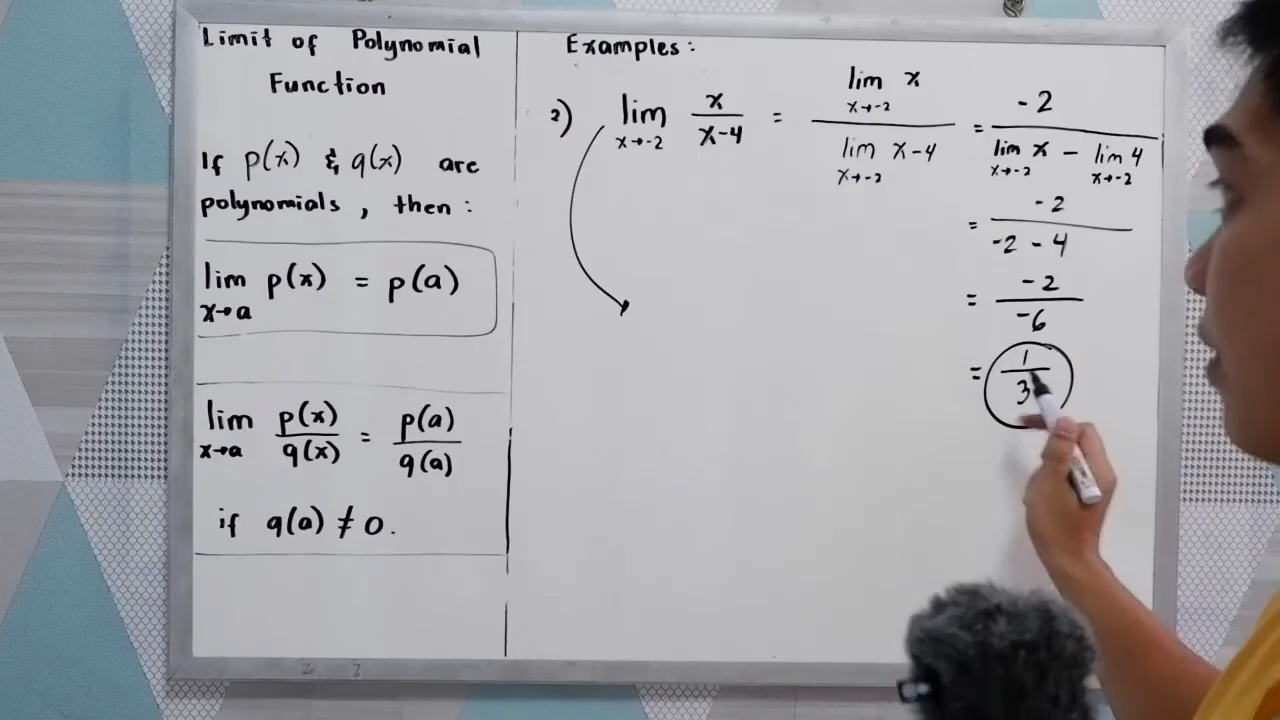 Limit of Polynomial
Function
If p(x) & q(x) are
polynomials, then:
lim p(x) = p(a)
x→a
lim p(x)/q(x) = p(a)/q(a)
x→a
if q(a) ≠ 0.
Examples:
2) lim x/(x-4) = lim x / lim x-4 = -2 / lim x - lim 4
x→-2 x→-2 x→-2 x→-2 x→-2
= -2 / -2 - 4
= -2 / -6
= 1/3